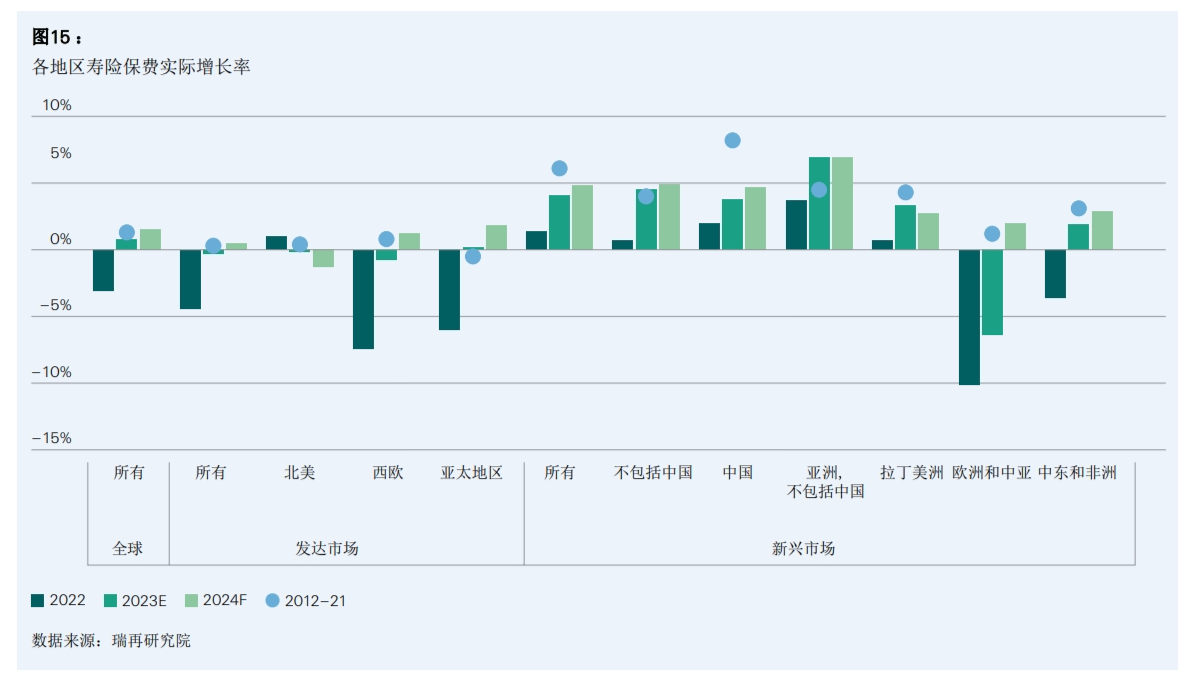 图15：
各地区寿险保费实际增长率
10%
5%
0%
−5%
−10%
−15%
所有 所有 北美 西欧 亚太地区 所有 不包括中国 中国 亚洲, 拉丁美洲 欧洲和中亚 中东和非洲
不包括中国
全球 发达市场 新兴市场
2022 2023E 2024F 2012–21
数据来源：瑞再研究院